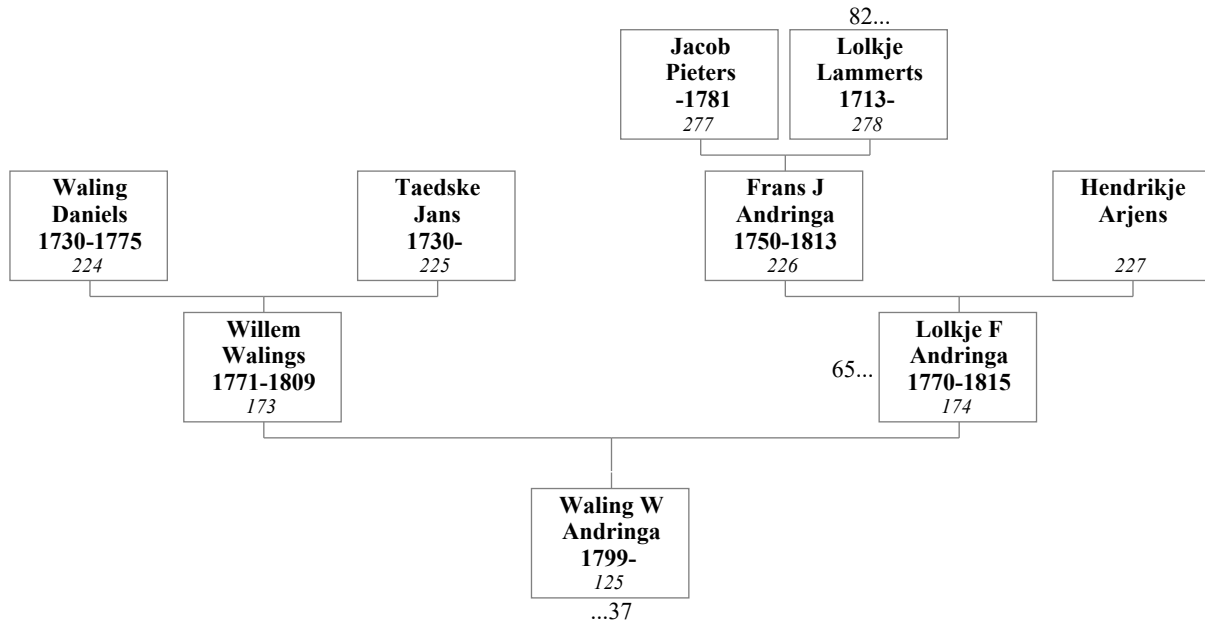 82...
Jacob
Pieters
-1781
277
Lolkje
Lammerts
1713-
278
Waling
Daniels
1730-1775
224
Taedske
Jans
1730-
225
Frans J
Andringa
1750-1813
226
Hendrikje
Arjens
227
Willem
Walings
1771-1809
173
65...
Lolkje F
Andringa
1770-1815
174
Waling W
Andringa
1799-
125
...37